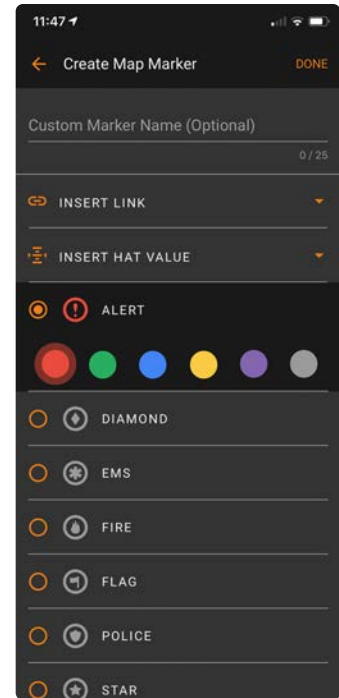 11:47
Create Map Marker
DONE
Custom Marker Name (Optional)
0 / 25
INSERT LINK
INSERT HAT VALUE
ALERT
DIAMOND
EMS
FIRE
FLAG
POLICE
STAR